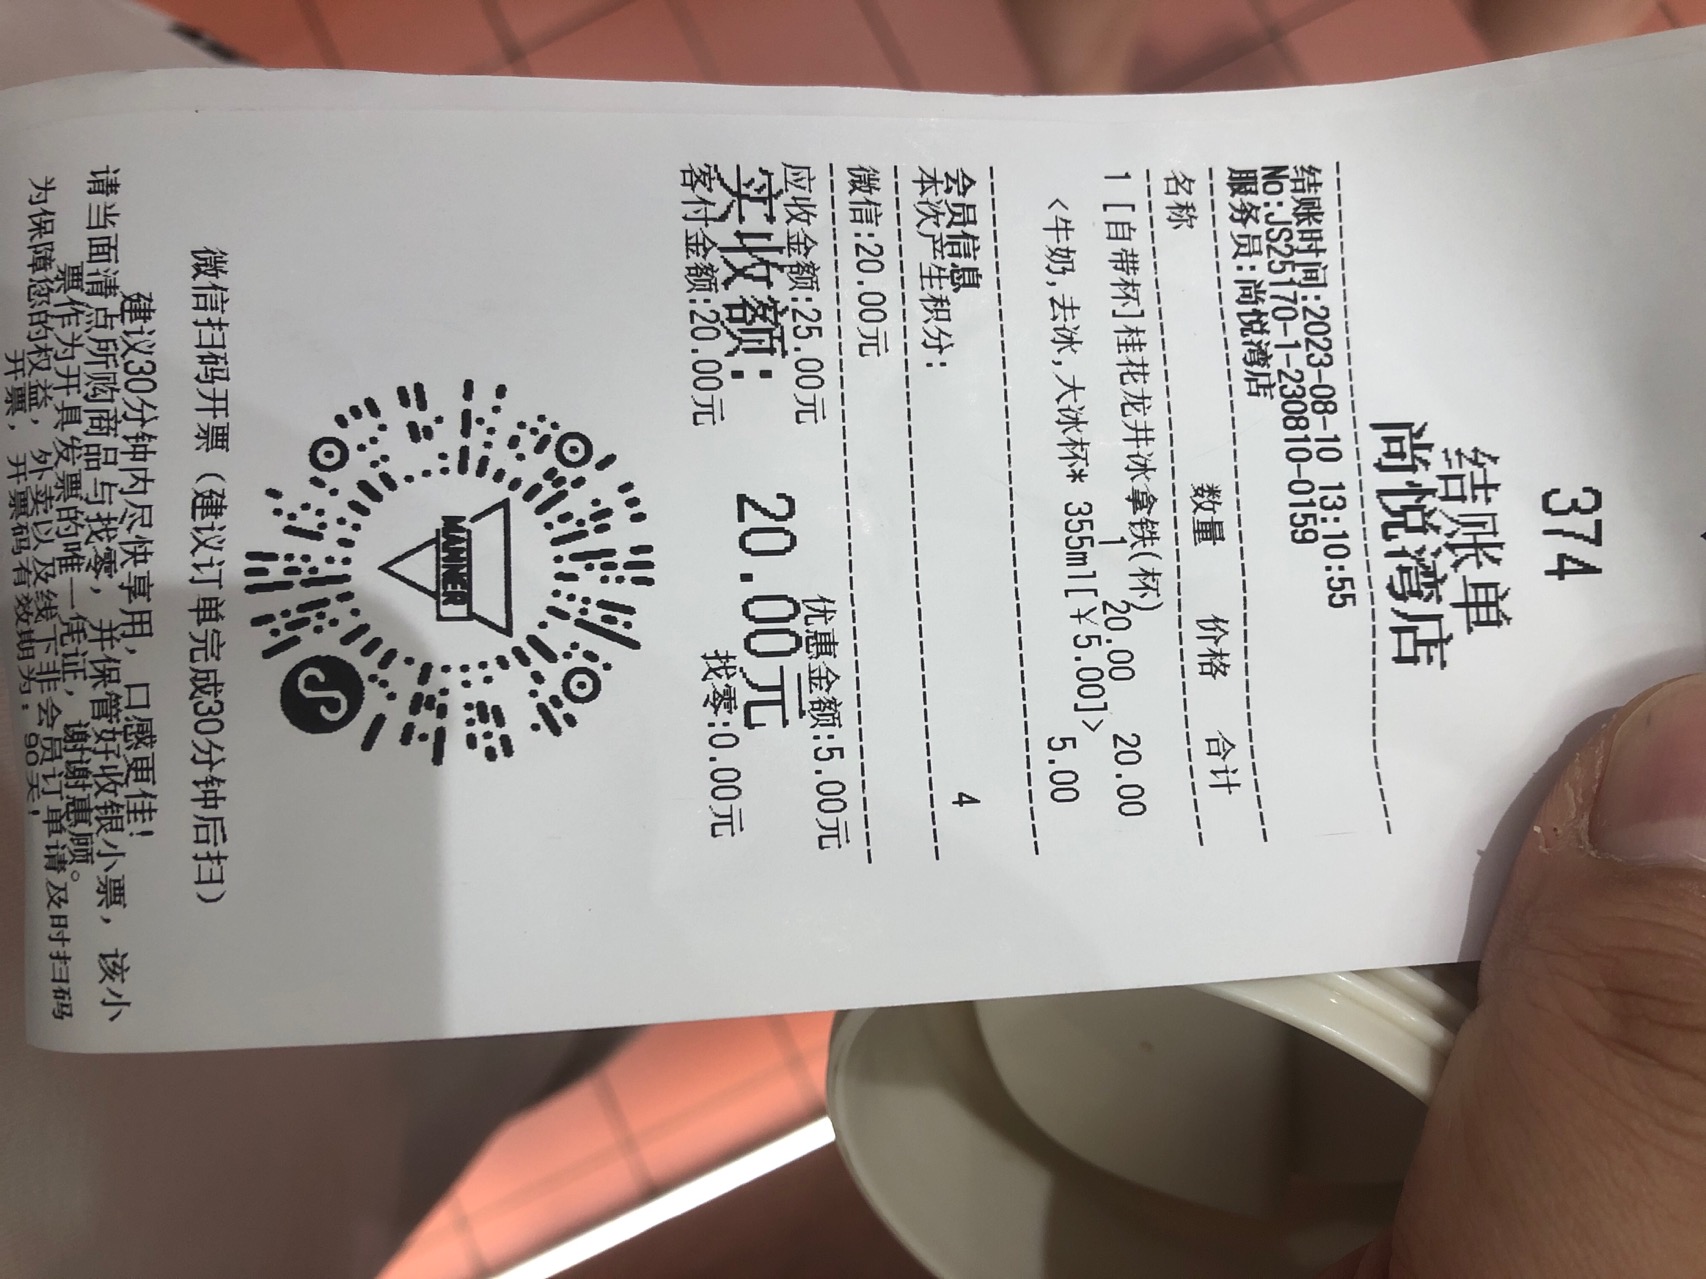 374
结账单
尚悦湾店
结账时间:2023-08-10 13:10:55
No:JS25170-1-230810-0159
服务员:尚悦湾店
名称 数量 价格 合计
1[自带杯]桂花龙井冰拿铁(杯)
1 20.00 20.00
<牛奶,去冰,大冰杯* 355ml[¥5.00]>
5.00
会员信息
本次产生积分: 4
微信:20.00元
应收金额:25.00元 优惠金额:5.00元
实收额: 20.00元
客付金额:20.00元 找零:0.00元
MANNER
微信扫码开票（建议订单完成30分钟后扫）
建议30分钟内尽快享用，口感更佳！
请当面请点所购商品与找零，并保管好收银小票，该小
票作为开具发票的唯一凭证，谢谢惠顾。
为保障您的权益，外卖以及线下非会员订单请及时扫码
开票，开票码有效期为：90天！